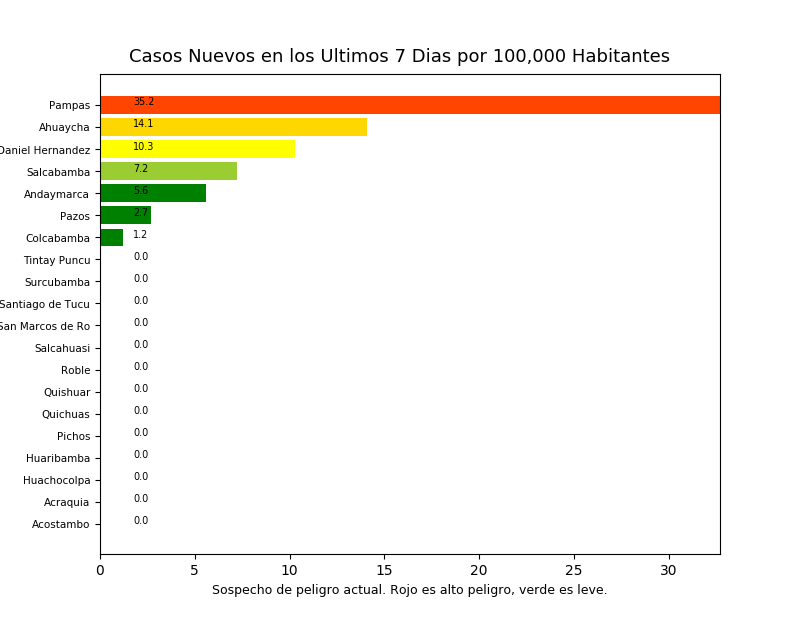 Casos Nuevos en los Ultimos 7 Dias por 100,000 Habitantes
Pampas 35.2
Ahuaycha 14.1
Daniel Hernandez 10.3
Salcabamba 7.2
Andaymarca 5.6
Pazos 2.7
Colcabamba 1.2
Tintay Puncu 0.0
Surcubamba 0.0
Santiago de Tucu 0.0
San Marcos de Ro 0.0
Salcahuasi 0.0
Roble 0.0
Quishuar 0.0
Quichuas 0.0
Pichos 0.0
Huaribamba 0.0
Huachocolpa 0.0
Acraquia 0.0
Acostambo 0.0
0 5 10 15 20 25 30
Sospecho de peligro actual. Rojo es alto peligro, verde es leve.